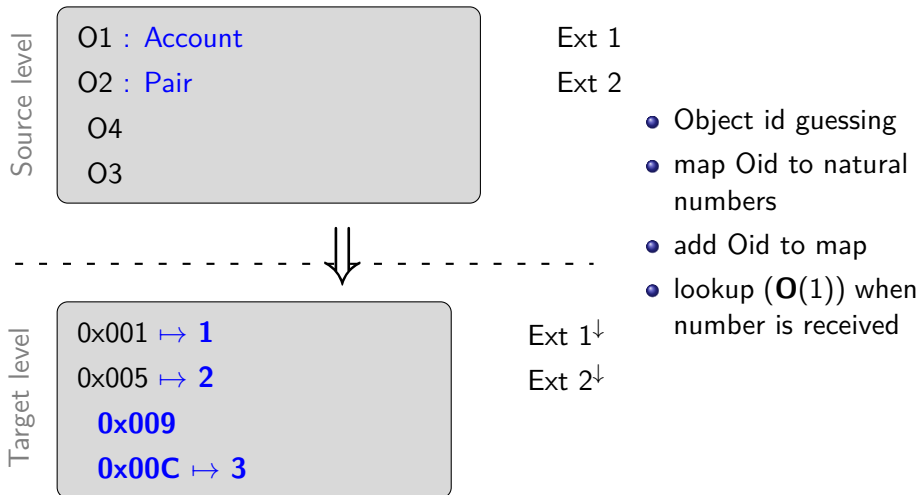 Source level
O1 : Account
O2 : Pair
O4
O3
Ext 1
Ext 2
Target level
0x001 ↦ 1
0x005 ↦ 2
0x009
0x00C ↦ 3
Ext 1↓
Ext 2↓
Object id guessing
map Oid to natural
numbers
add Oid to map
lookup (O(1)) when
number is received